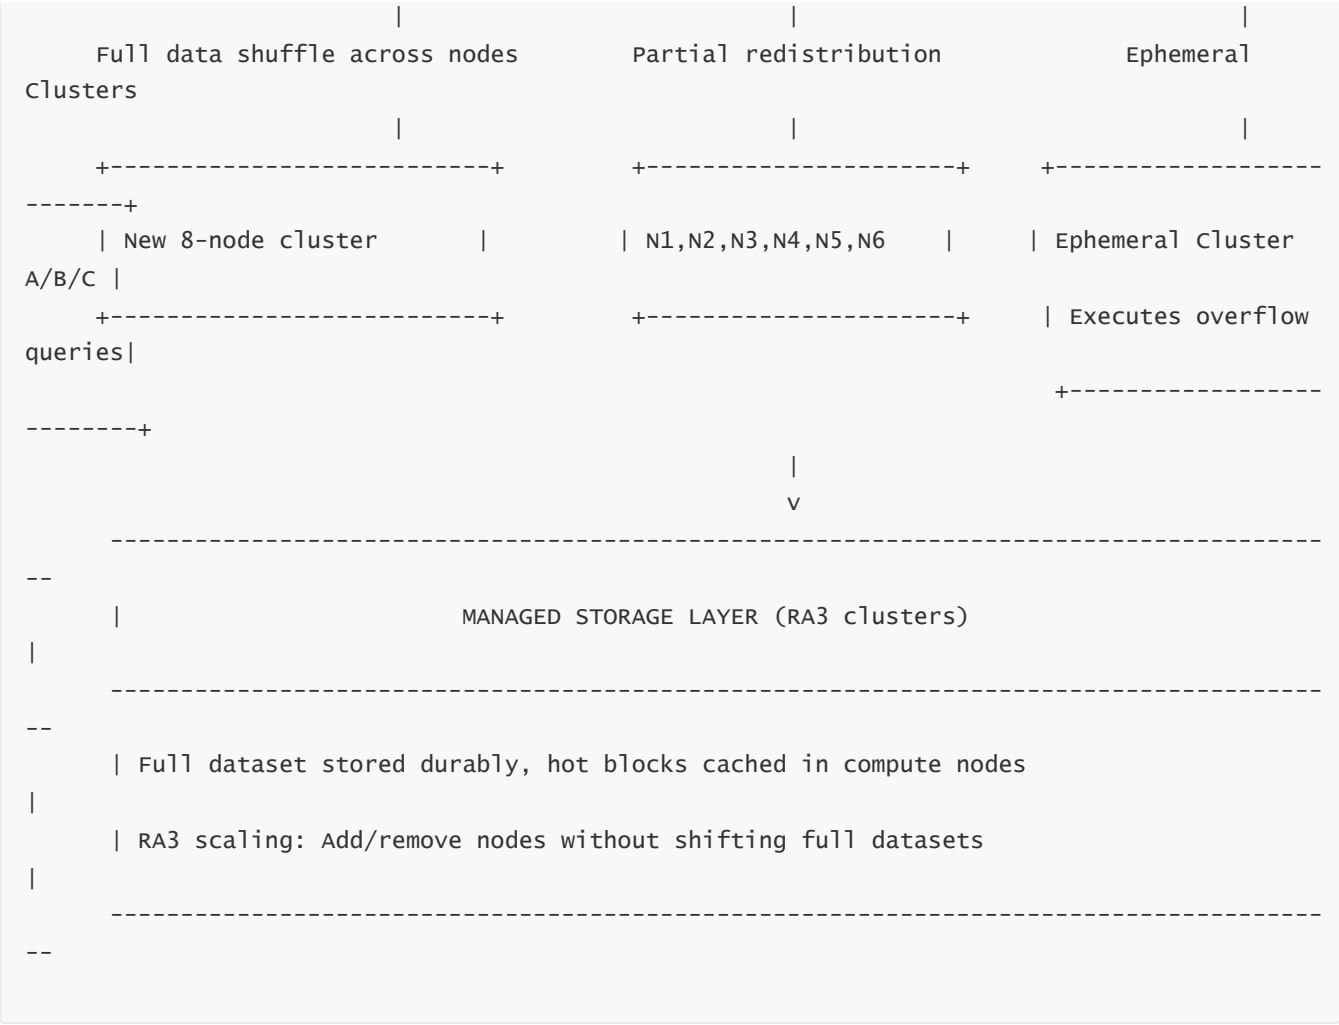 |                           |                               |
     Full data shuffle across nodes        Partial redistribution             Ephemeral
Clusters
                          |                           |                               |
     +---------------------------+         +----------------------+     +-------------------
-------+
     | New 8-node cluster       |         | N1,N2,N3,N4,N5,N6    |     | Ephemeral Cluster
A/B/C |
     +---------------------------+         +----------------------+     | Executes overflow
queries|
                                                                         +------------------
--------+
                                                      |
                                                      v
      --------------------------------------------------------------------------------------
--
      |                        MANAGED STORAGE LAYER (RA3 clusters)
|
      --------------------------------------------------------------------------------------
--
      | Full dataset stored durably, hot blocks cached in compute nodes
|
      | RA3 scaling: Add/remove nodes without shifting full datasets
|
      --------------------------------------------------------------------------------------
--